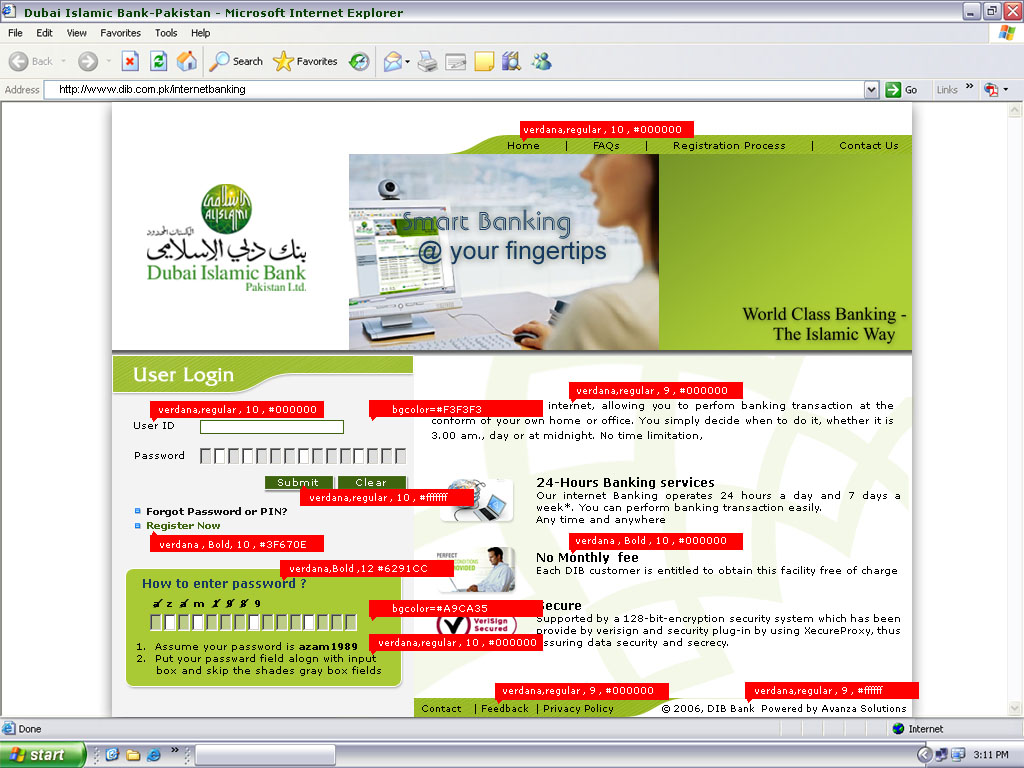 Dubai Islamic Bank-Pakistan - Microsoft Internet Explorer
File Edit View Favorites Tools Help
Back Search Favorites
Address http://www.dib.com.pk/internetbanking Go Links
verdana,regular , 10 , #000000
Home | FAQs | Registration Process | Contact Us
الاسلامي
ALISLAMI
بنك دبي الإسلامي
Dubai Islamic Bank
Pakistan Ltd.
Smart Banking
@ your fingertips
World Class Banking -
The Islamic Way
User Login
verdana,regular , 10 , #000000
User ID
Password
Submit Clear
verdana,regular , 10 , #ffffff
Forgot Password or PIN?
Register Now
verdana , Bold, 10 , #3F670E
verdana,Bold ,12 #6291CC
How to enter password ?
a z a m 1 9 8 9
bgcolor=#A9CA35
verdana,regular , 10 , #000000
1. Assume your password is azam1989
2. Put your passward field alogn with input
box and skip the shades gray box fields
verdana,regular , 9 , #000000
bgcolor=#F3F3F3
internet, allowing you to perfom banking transaction at the
conform of your own home or office. You simply decide when to do it, whether it is
3.00 am., day or at midnight. No time limitation,
24-Hours Banking services
Our internet Banking operates 24 hours a day and 7 days a
week*. You can perform banking transaction easily.
Any time and anywhere
verdana , Bold , 10 , #000000
PERFECT
No Monthly fee
Each DIB customer is entitled to obtain this facility free of charge
VeriSign
Secured
Secure
Supported by a 128-bit-encryption security system which has been
provide by verisign and security plug-in by using XecureProxy, thus
assuring data security and secrecy.
verdana,regular , 9 , #000000
verdana,regular , 9 , #ffffff
Contact | Feedback | Privacy Policy
© 2006, DIB Bank Powered by Avanza Solutions
Done Internet
start 3:11 PM